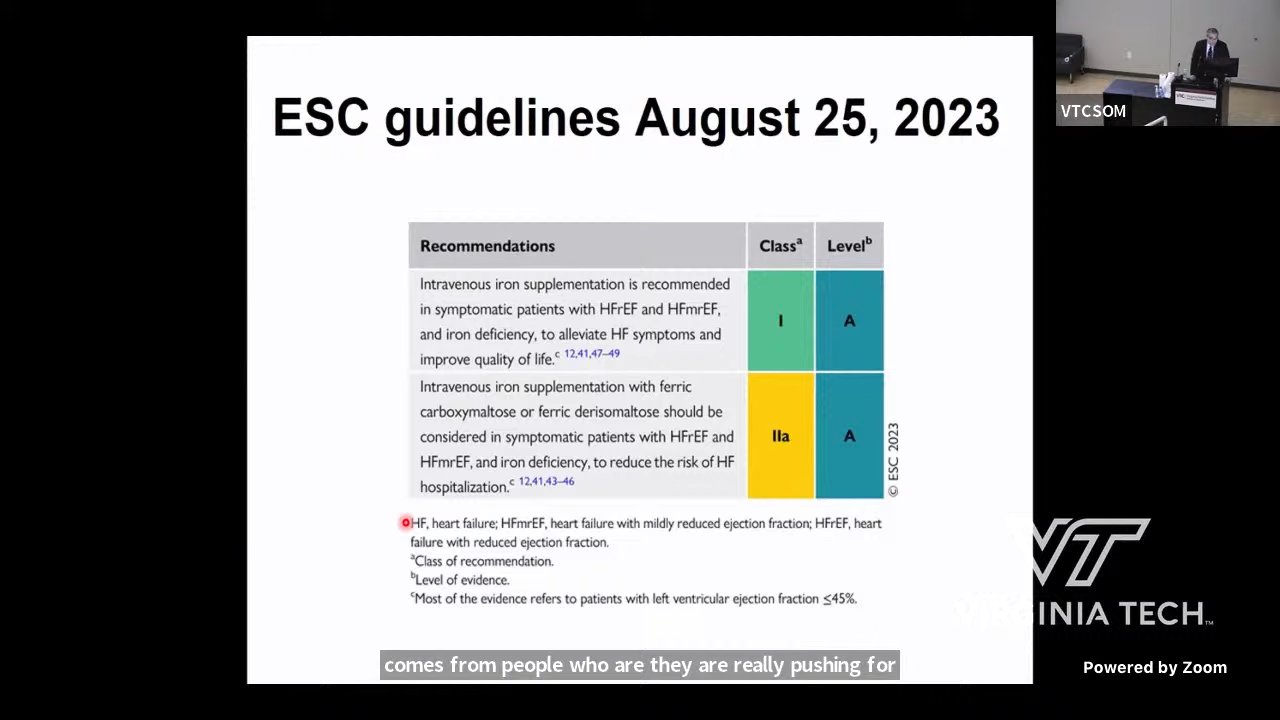 ESC guidelines August 25, 2023
VTCSOM
Recommendations Classᵃ Levelᵇ
Intravenous iron supplementation is recommended
in symptomatic patients with HFrEF and HFmrEF,
and iron deficiency, to alleviate HF symptoms and
improve quality of life.ᶜ 12,41,47–49
I A
Intravenous iron supplementation with ferric
carboxymaltose or ferric derisomaltose should be
considered in symptomatic patients with HFrEF and
HFmrEF, and iron deficiency, to reduce the risk of HF
hospitalization.ᶜ 12,41,43–46
IIa A
© ESC 2023
HF, heart failure; HFmrEF, heart failure with mildly reduced ejection fraction; HFrEF, heart
failure with reduced ejection fraction.
ᵃClass of recommendation.
ᵇLevel of evidence.
ᶜMost of the evidence refers to patients with left ventricular ejection fraction ≤45%.
VT
VIRGINIA TECH™
comes from people who are they are really pushing for
Powered by Zoom